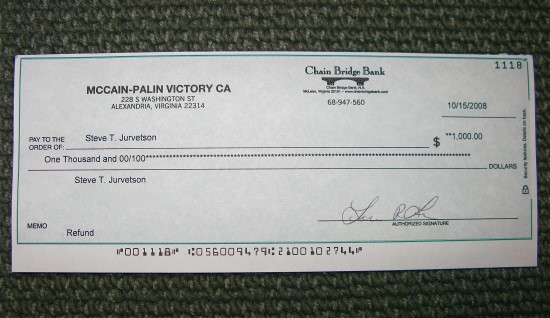 1118
MCCAIN-PALIN VICTORY CA
228 S WASHINGTON ST
ALEXANDRIA, VIRGINIA 22314
Chain Bridge Bank
Chain Bridge Bank, N.A.
McLean, Virginia 22101 www.chainbridgebank.com
68-947-560
10/15/2008
PAY TO THE
ORDER OF:
Steve T. Jurvetson
$ **1,000.00
One Thousand and 00/100******************************
DOLLARS
Steve T. Jurvetson
AUTHORIZED SIGNATURE
MEMO
Refund
⑈001118⑈ ⑆056009479⑆2100102744⑈
Security features. Details on back.